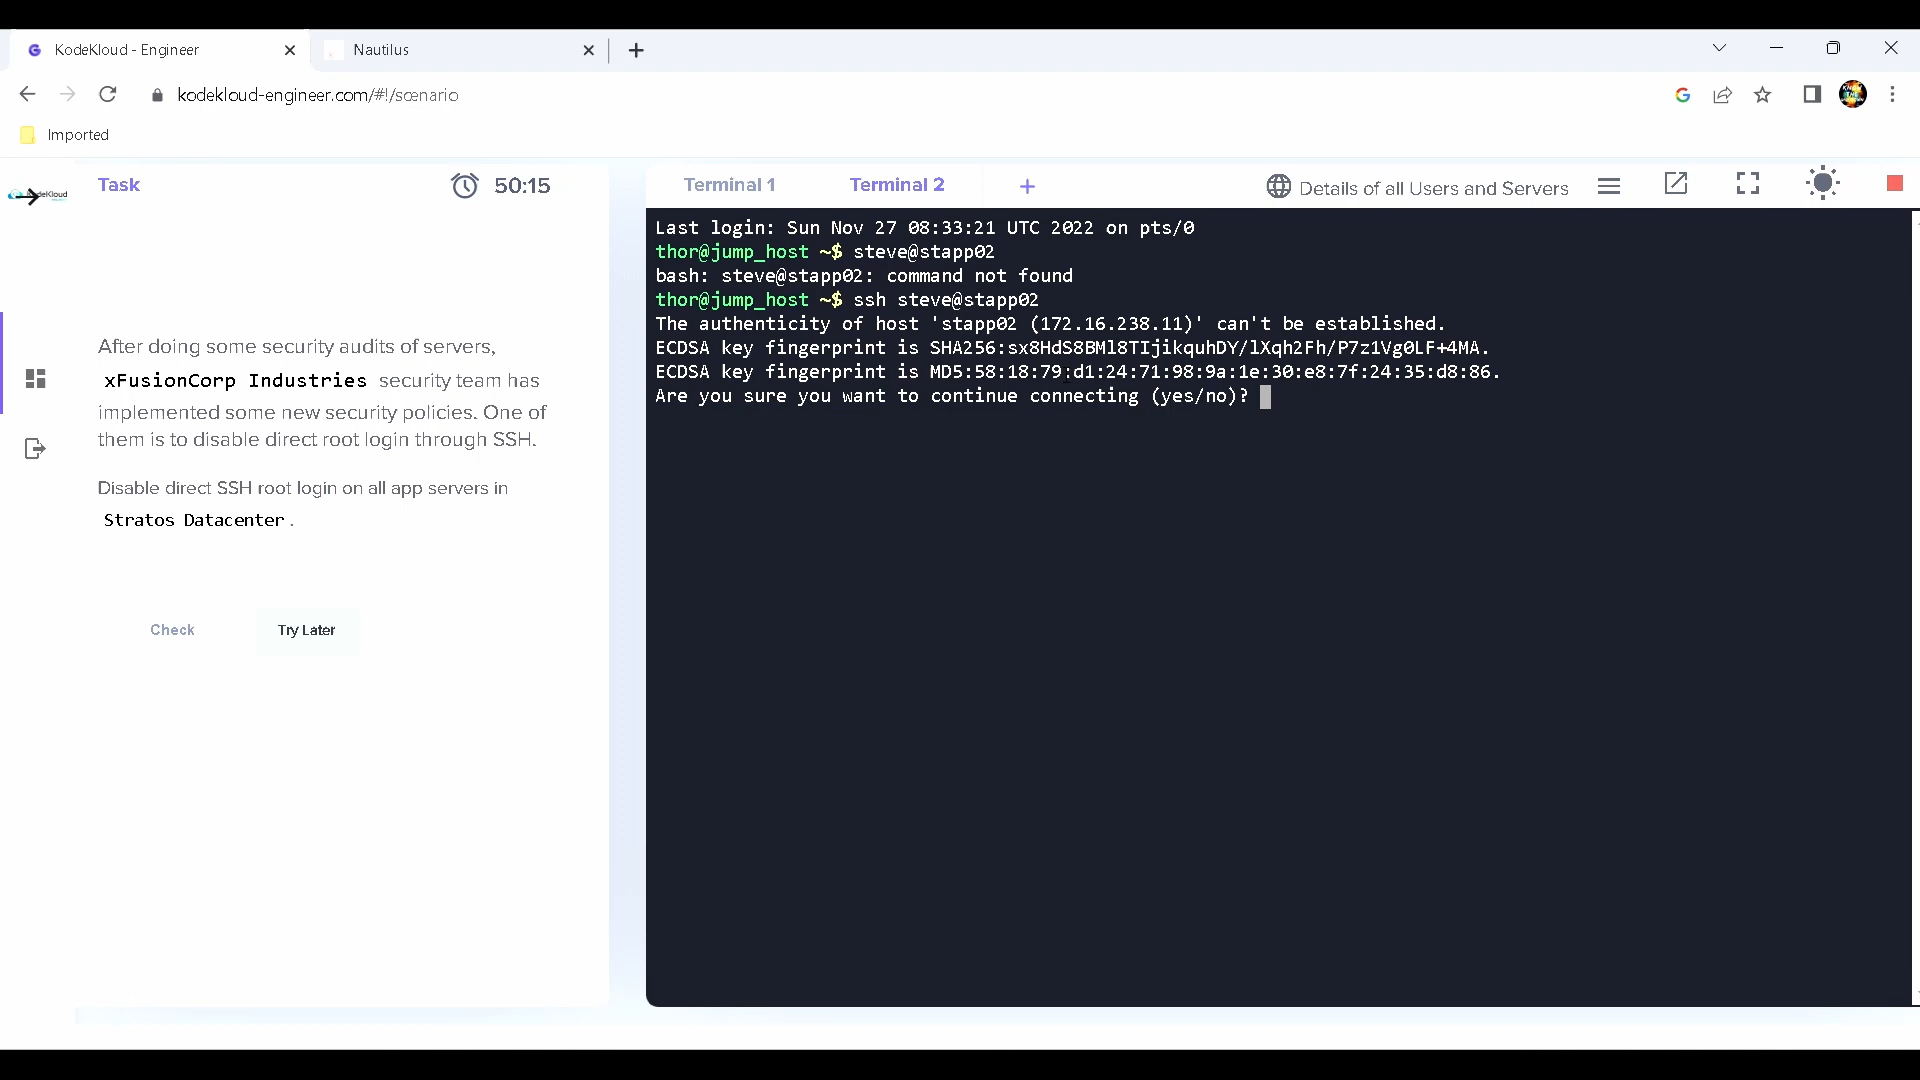 KodeKloud - Engineer
Nautilus
kodekloud-engineer.com/#!/scenario
Imported
Task
50:15
Terminal 1
Terminal 2
Details of all Users and Servers
After doing some security audits of servers,
xFusionCorp Industries security team has
implemented some new security policies. One of
them is to disable direct root login through SSH.
Disable direct SSH root login on all app servers in
Stratos Datacenter .
Check
Try Later
Last login: Sun Nov 27 08:33:21 UTC 2022 on pts/0
thor@jump_host ~$ steve@stapp02
bash: steve@stapp02: command not found
thor@jump_host ~$ ssh steve@stapp02
The authenticity of host 'stapp02 (172.16.238.11)' can't be established.
ECDSA key fingerprint is SHA256:sx8HdS8BMl8TIjikquhDY/lXqh2Fh/P7z1Vg0LF+4MA.
ECDSA key fingerprint is MD5:58:18:79:d1:24:71:98:9a:1e:30:e8:7f:24:35:d8:86.
Are you sure you want to continue connecting (yes/no)?